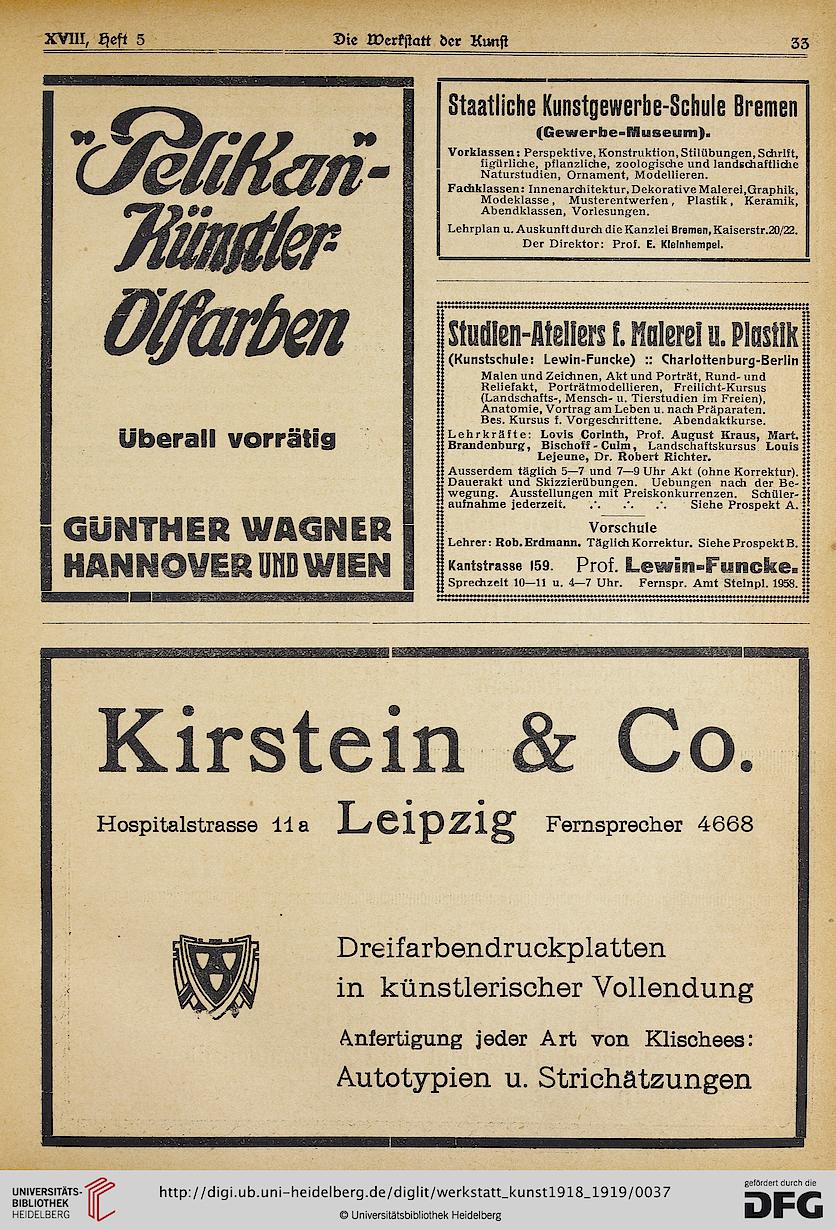 XVIII, Heft 5 Die Werkstatt der Kunst 33
"Pelikan"-
Künstler-
Ölfarben
Überall vorrätig
GÜNTHER WAGNER
HANNOVER UND WIEN
Staatliche Kunstgewerbe-Schule Bremen
(Gewerbe-Museum).
Vorklassen: Perspektive, Konstruktion, Stilübungen, Schrift,
figürliche, pflanzliche, zoologische und landschaftliche
Naturstudien, Ornament, Modellieren.
Fachklassen: Innenarchitektur, Dekorative Malerei, Graphik,
Modeklasse, Musterentwerfen, Plastik, Keramik,
Abendklassen, Vorlesungen.
Lehrplan u. Auskunft durch die Kanzlei Bremen, Kaiserstr. 20/22.
Der Direktor: Prof. E. Kleinhempel.
Studien-Ateliers f. Malerei u. Plastik
(Kunstschule: Lewin-Funcke) :: Charlottenburg-Berlin
Malen und Zeichnen, Akt und Porträt, Rund- und
Reliefakt, Porträtmodellieren, Freilicht-Kursus
(Landschafts-, Mensch- u. Tierstudien im Freien),
Anatomie, Vortrag am Leben u. nach Präparaten.
Bes. Kursus f. Vorgeschrittene. Abendaktkurse.
Lehrkräfte: Lovis Corinth, Prof. August Kraus, Mart.
Brandenburg, Bischoff-Culm, Landschaftskursus Louis
Lejeune, Dr. Robert Richter.
Ausserdem täglich 5—7 und 7—9 Uhr Akt (ohne Korrektur).
Dauerakt und Skizzierübungen. Uebungen nach der Be-
wegung. Ausstellungen mit Preiskonkurrenzen. Schüler-
aufnahme jederzeit. ∴ ∴ ∴ Siehe Prospekt A.
Vorschule
Lehrer: Rob. Erdmann. Täglich Korrektur. Siehe Prospekt B.
Kantstrasse 159. Prof. Lewin-Funcke.
Sprechzeit 10—11 u. 4—7 Uhr. Fernspr. Amt Steinpl. 1958.
Kirstein & Co.
Hospitalstrasse 11a Leipzig Fernsprecher 4668
Dreifarbendruckplatten
in künstlerischer Vollendung
Anfertigung jeder Art von Klischees:
Autotypien u. Strichätzungen
UNIVERSITÄTS-
BIBLIOTHEK
HEIDELBERG
http://digi.ub.uni-heidelberg.de/diglit/werkstatt_kunst1918_1919/0037
© Universitätsbibliothek Heidelberg
gefördert durch die
DFG